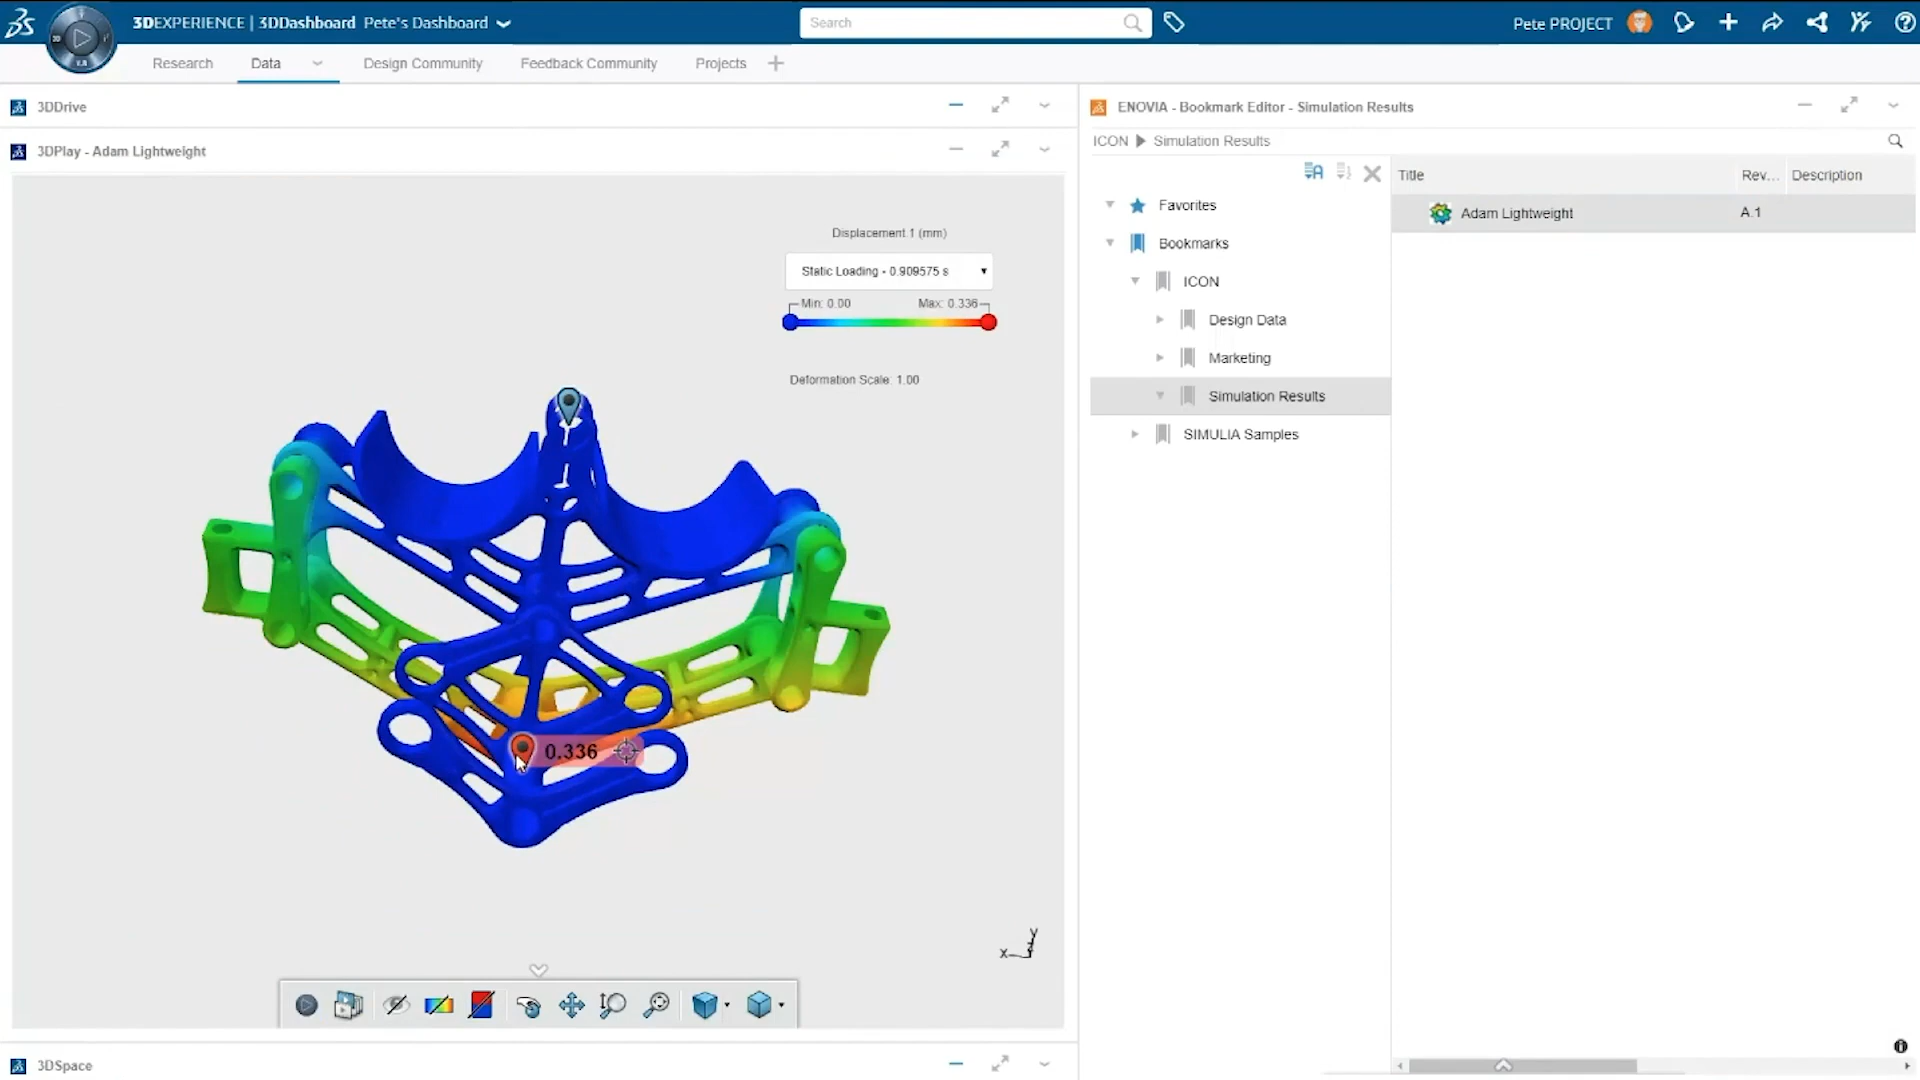 3DEXPERIENCE | 3DDashboard Pete's Dashboard
Search
Pete PROJECT
Research
Data
Design Community
Feedback Community
Projects
3DDrive
3DPlay - Adam Lightweight
Displacement.1 (mm)
Static Loading - 0.909575 s
Min: 0.00
Max: 0.336
Deformation Scale: 1.00
0.336
x
y
3DSpace
ENOVIA - Bookmark Editor - Simulation Results
ICON
Simulation Results
Favorites
Bookmarks
ICON
Design Data
Marketing
Simulation Results
SIMULIA Samples
Title
Rev...
Description
Adam Lightweight
A.1